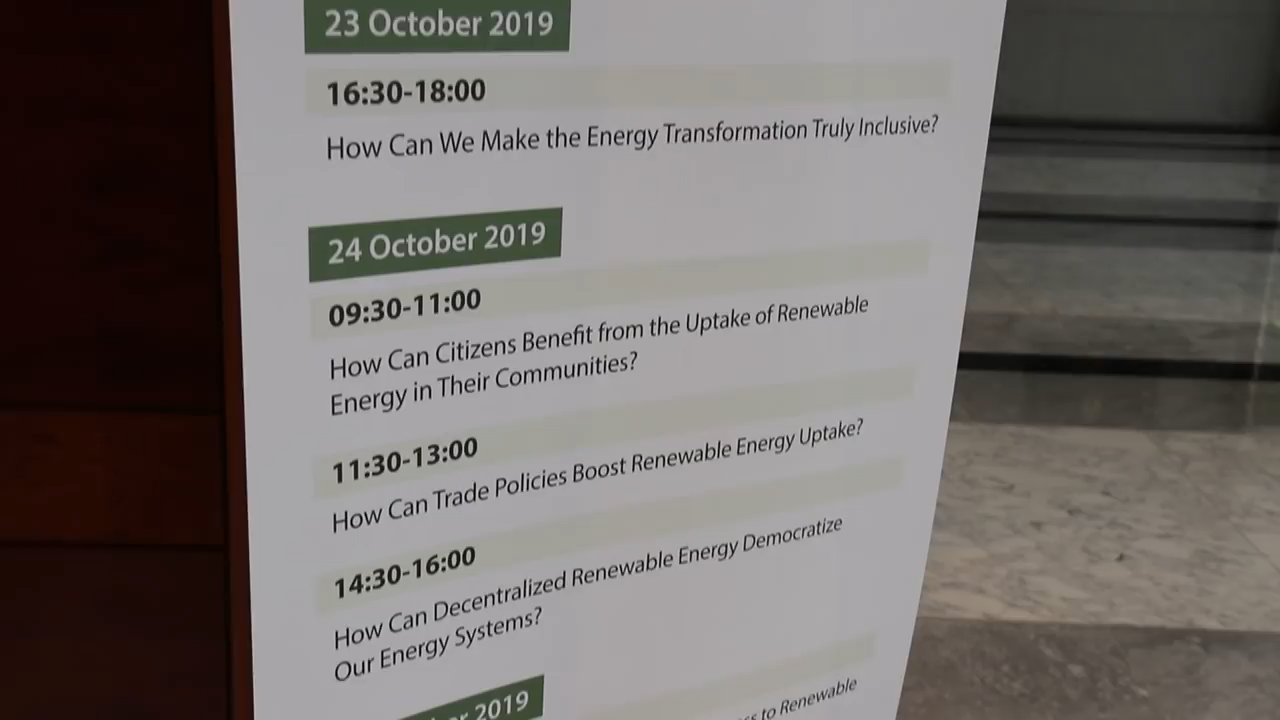 23 October 2019
16:30-18:00
How Can We Make the Energy Transformation Truly Inclusive?
24 October 2019
09:30-11:00
How Can Citizens Benefit from the Uptake of Renewable
Energy in Their Communities?
11:30-13:00
How Can Trade Policies Boost Renewable Energy Uptake?
14:30-16:00
How Can Decentralized Renewable Energy Democratize
Our Energy Systems?
2019
to Renewable